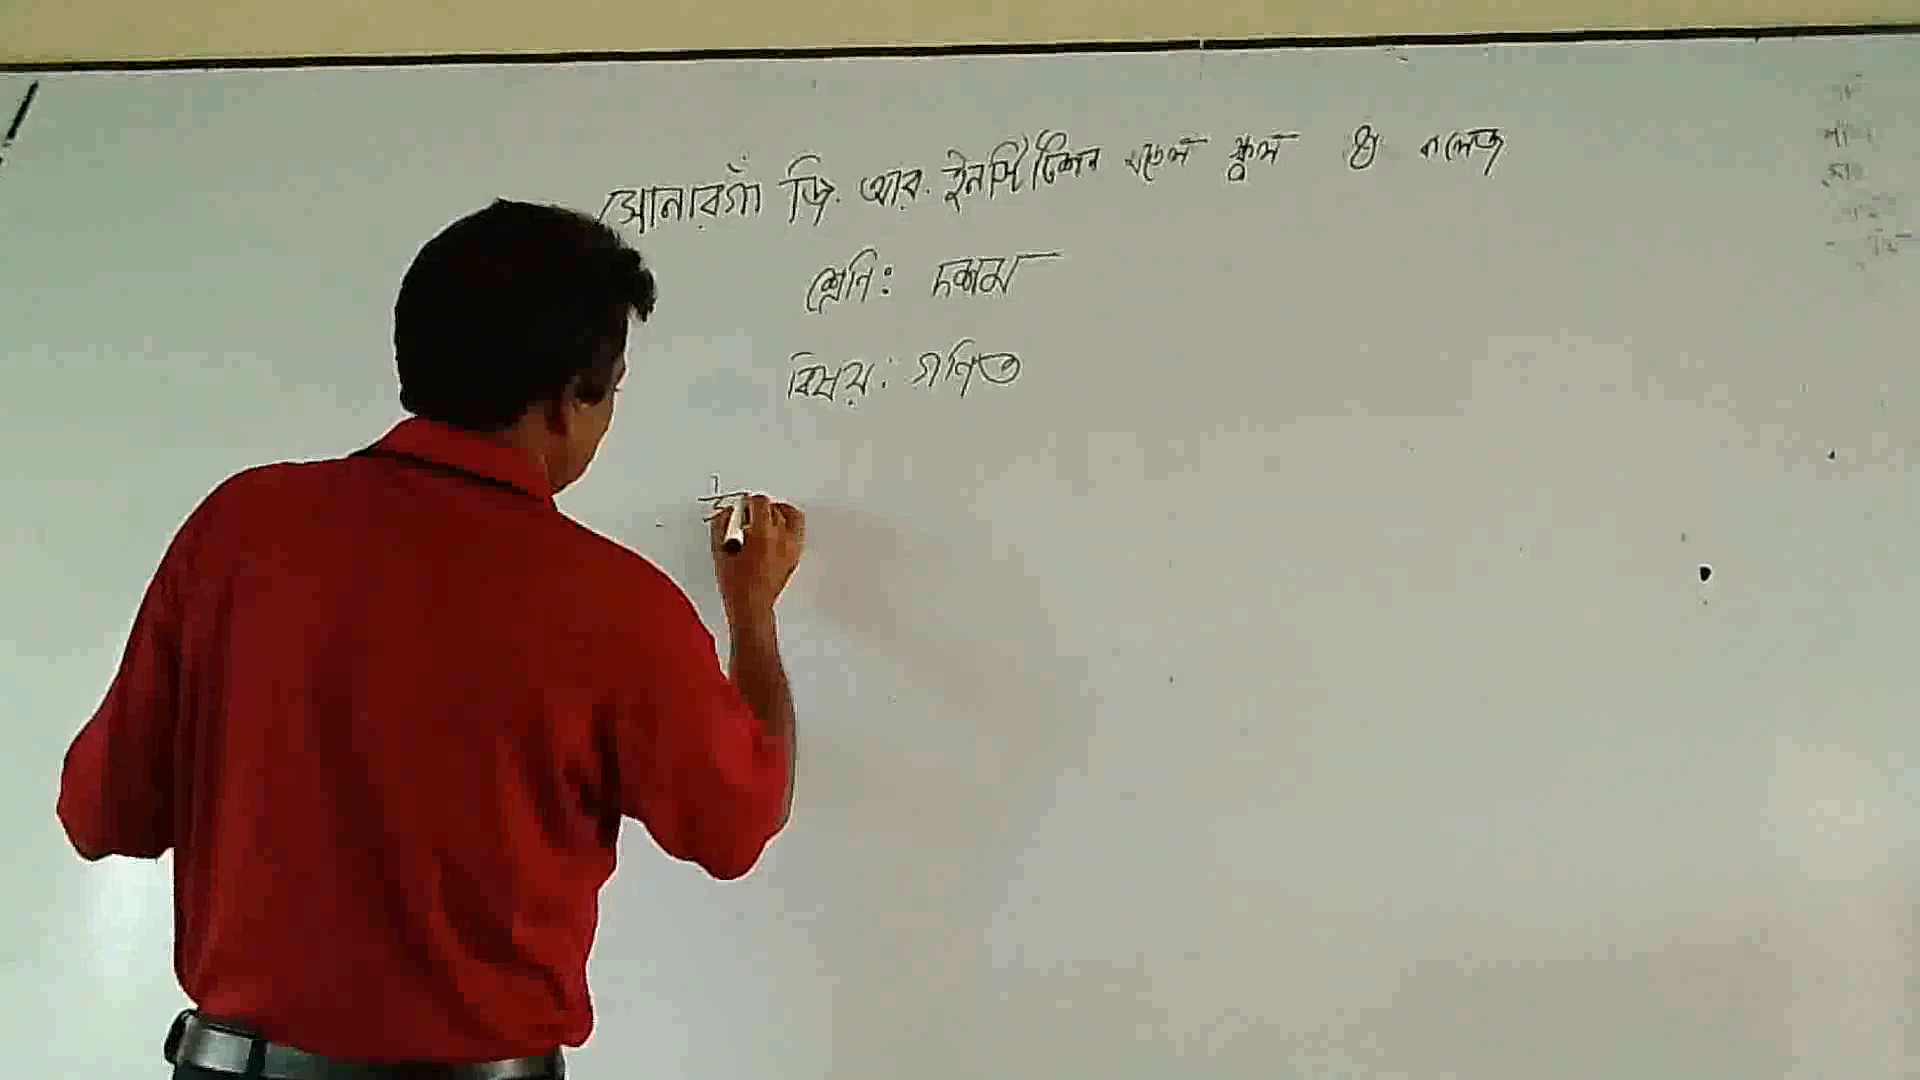 সোনারগাঁ জি. আর. ইনস্টিটিউশন মডেল স্কুল ও কলেজ
শ্রেণি: দশম
বিষয়: গণিত